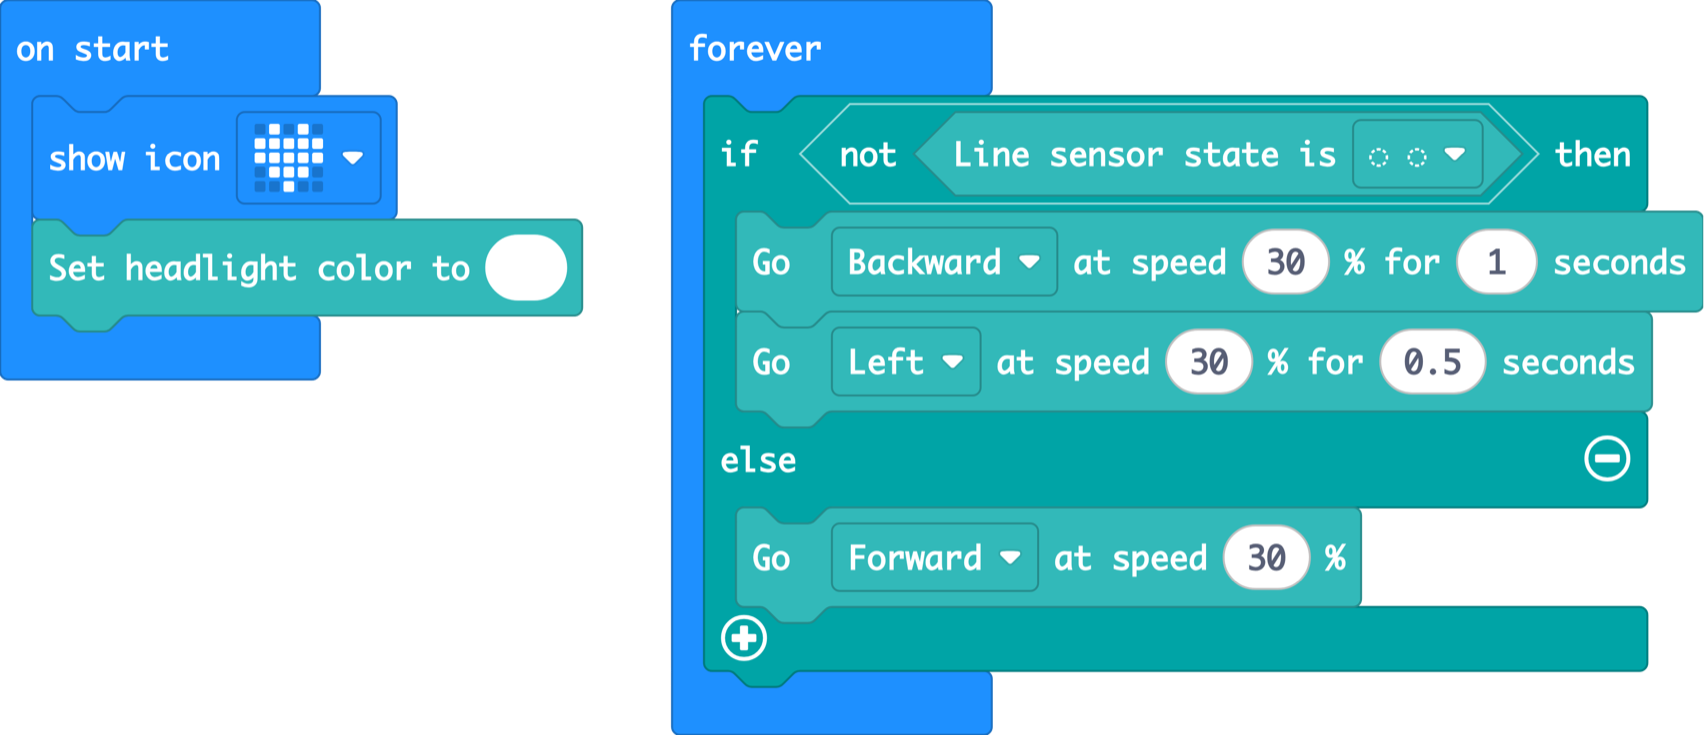 on start
show icon
Set headlight color to
forever
if not Line sensor state is then
Go Backward at speed 30 % for 1 seconds
Go Left at speed 30 % for 0.5 seconds
else
Go Forward at speed 30 %